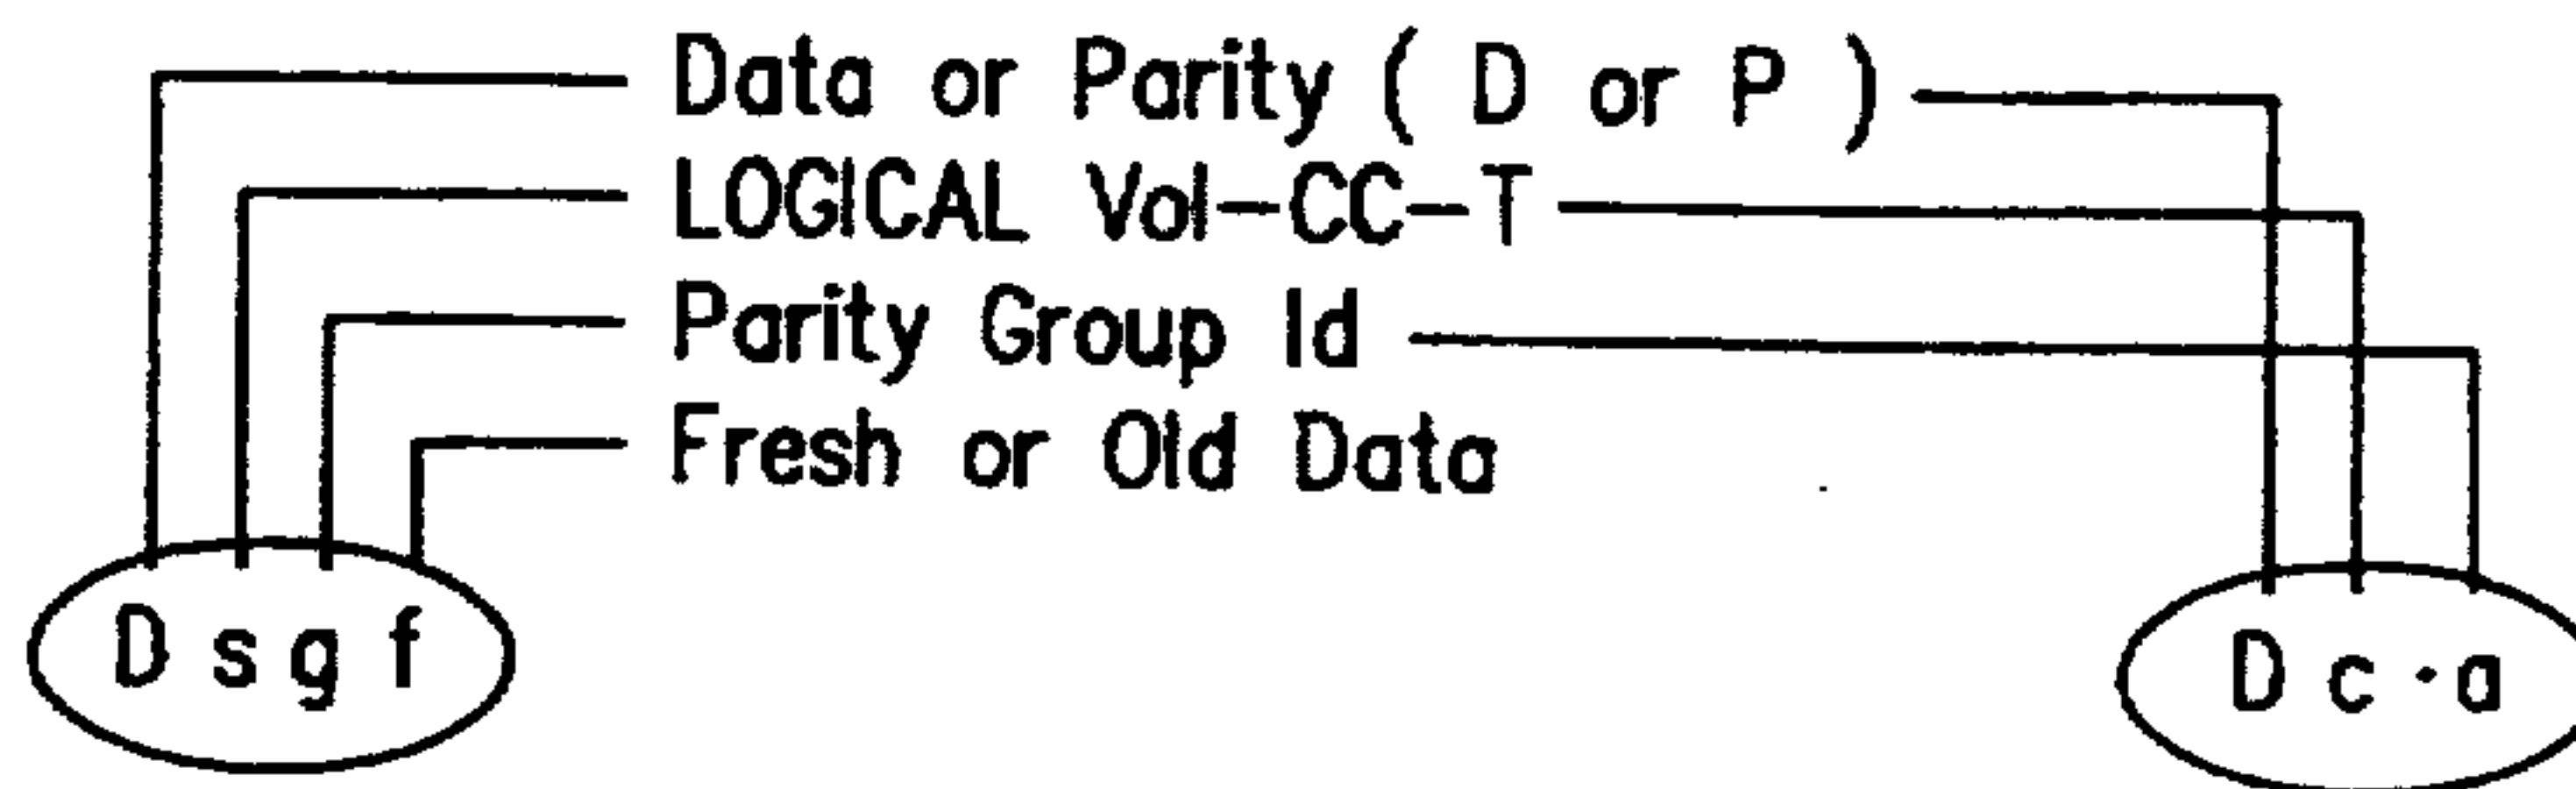 Data or Parity ( D or P )
LOGICAL Vol-CC-T
Parity Group Id
Fresh or Old Data
D s g f
D c · a